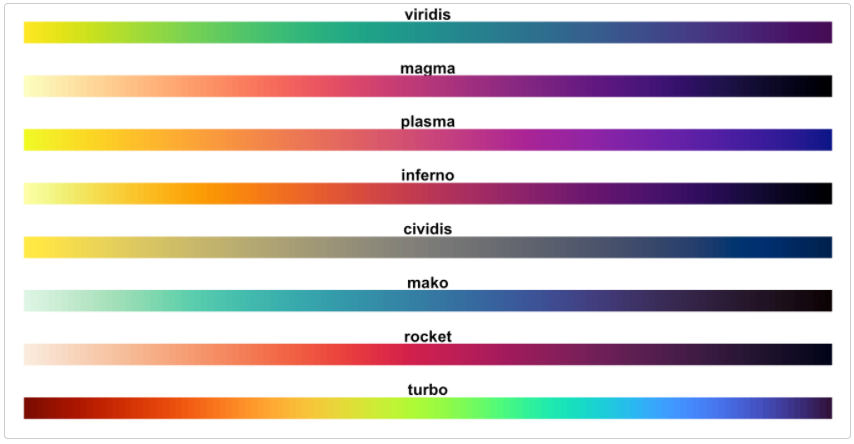 viridis
magma
plasma
inferno
cividis
mako
rocket
turbo